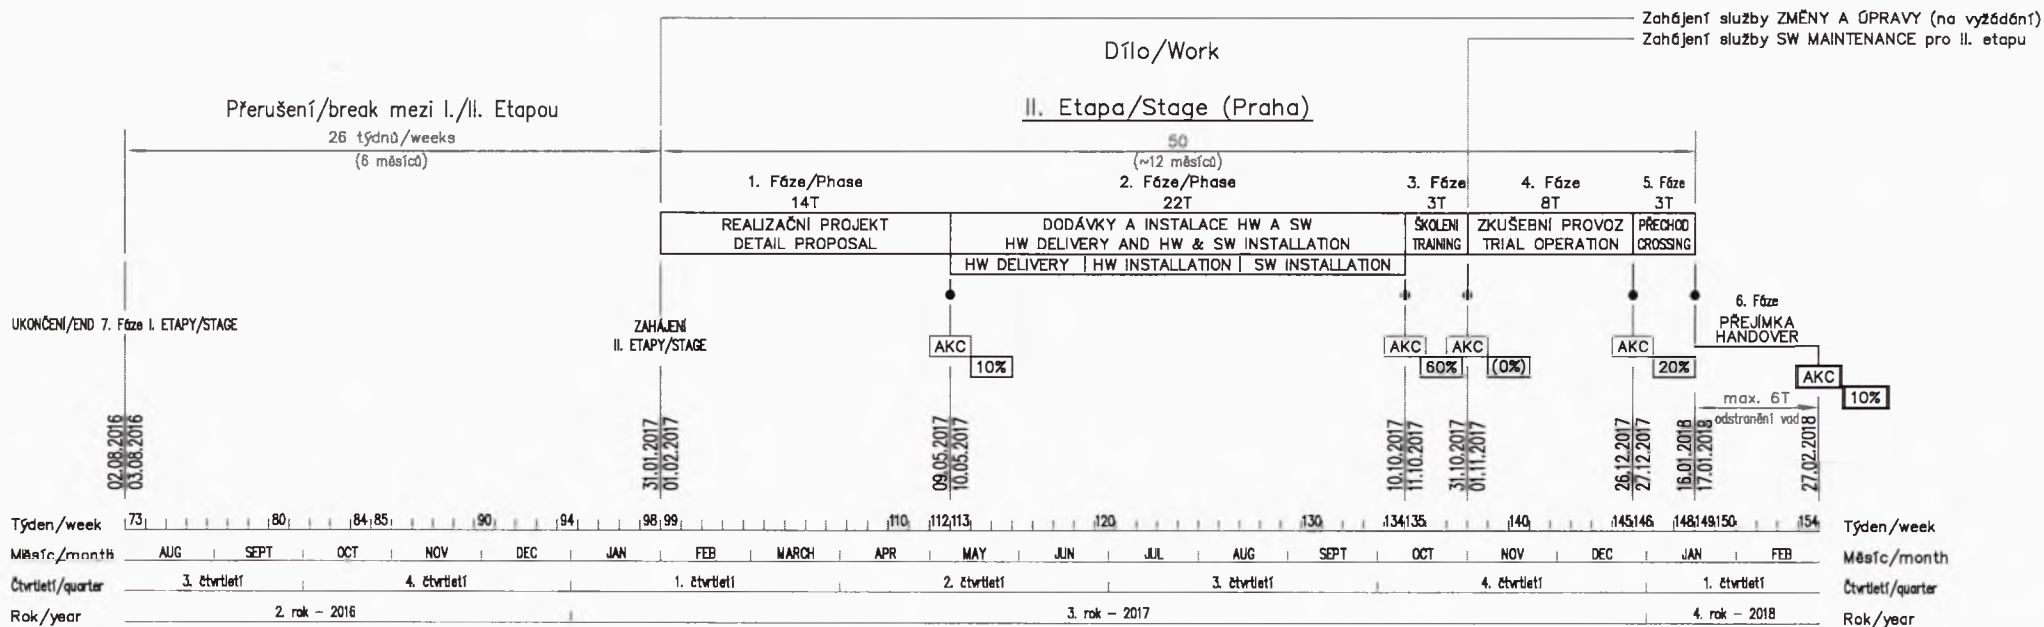 Zahájení služby ZMĚNY A ÚPRAVY (na vyžádání)
Zahájení služby SW MAINTENANCE pro II. etapu
Dílo/Work
Přerušení/break mezi I./II. Etapou
II. Etapa/Stage (Praha)
26 týdnů/weeks
(6 měsíců)
50
(~12 měsíců)
1. Fáze/Phase
14T
2. Fáze/Phase
22T
3. Fáze
3T
4. Fáze
8T
5. Fáze
3T
REALIZAČNÍ PROJEKT
DETAIL PROPOSAL
DODÁVKY A INSTALACE HW A SW
HW DELIVERY AND HW & SW INSTALLATION
ŠKOLENI
TRAINING
ZKUŠEBNÍ PROVOZ
TRIAL OPERATION
PŘECHOD
CROSSING
HW DELIVERY HW INSTALLATION SW INSTALLATION
UKONČENÍ/END 7. Fáze I. ETAPY/STAGE
ZAHÁJENÍ
II. ETAPY/STAGE
6. Fáze
PŘEJÍMKA
HANDOVER
AKC
10%
AKC
60%
AKC
(0%)
AKC
20%
AKC
10%
max. 6T
odstranění vad
02.08.2016
03.08.2016
31.01.2017
01.02.2017
09.05.2017
10.05.2017
10.10.2017
11.10.2017
31.10.2017
01.11.2017
26.12.2017
27.12.2017
16.01.2018
17.01.2018
27.02.2018
Týden/week 73 80 84 85 90 94 98 99 110 112 113 120 130 134 135 140 145 146 148 149 150 154 Týden/week
Měsíc/month AUG SEPT OCT NOV DEC JAN FEB MARCH APR MAY JUN JUL AUG SEPT OCT NOV DEC JAN FEB Měsíc/month
Čtvrtletí/quarter 3. čtvrtletí 4. čtvrtletí 1. čtvrtletí 2. čtvrtletí 3. čtvrtletí 4. čtvrtletí 1. čtvrtletí Čtvrtletí/quarter
Rok/year 2. rok – 2016 3. rok – 2017 4. rok – 2018 Rok/year